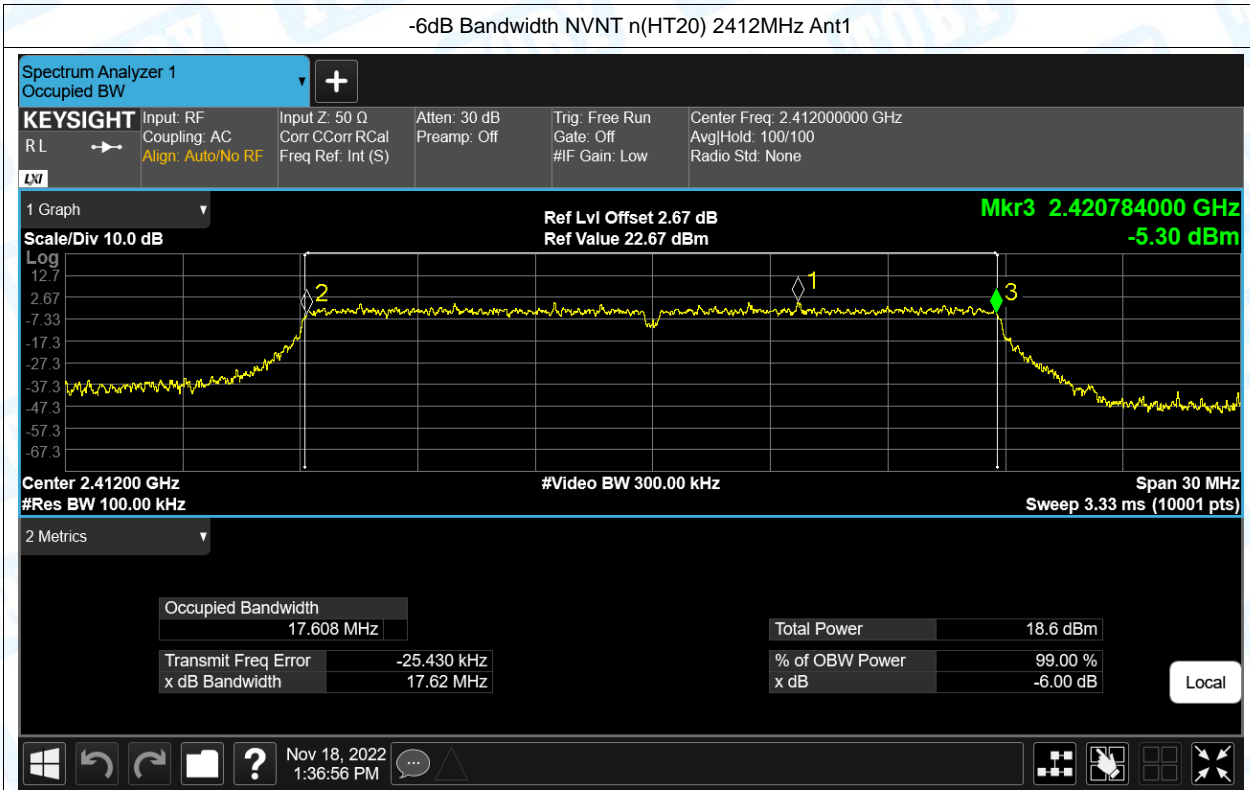 -6dB Bandwidth NVNT n(HT20) 2412MHz Ant1
Spectrum Analyzer 1
Occupied BW
KEYSIGHT
R L
LXI
Input: RF
Coupling: AC
Align: Auto/No RF
Input Z: 50 Ω
Corr CCorr RCal
Freq Ref: Int (S)
Atten: 30 dB
Preamp: Off
Trig: Free Run
Gate: Off
#IF Gain: Low
Center Freq: 2.412000000 GHz
Avg|Hold: 100/100
Radio Std: None
1 Graph
Scale/Div 10.0 dB
Ref Lvl Offset 2.67 dB
Ref Value 22.67 dBm
Mkr3 2.420784000 GHz
-5.30 dBm
Log
12.7
2.67
-7.33
-17.3
-27.3
-37.3
-47.3
-57.3
-67.3
2
1
3
Center 2.41200 GHz
#Video BW 300.00 kHz
Span 30 MHz
#Res BW 100.00 kHz
Sweep 3.33 ms (10001 pts)
2 Metrics
Occupied Bandwidth
17.608 MHz
Total Power 18.6 dBm
Transmit Freq Error -25.430 kHz
% of OBW Power 99.00 %
x dB Bandwidth 17.62 MHz
x dB -6.00 dB
Local
?
Nov 18, 2022
1:36:56 PM